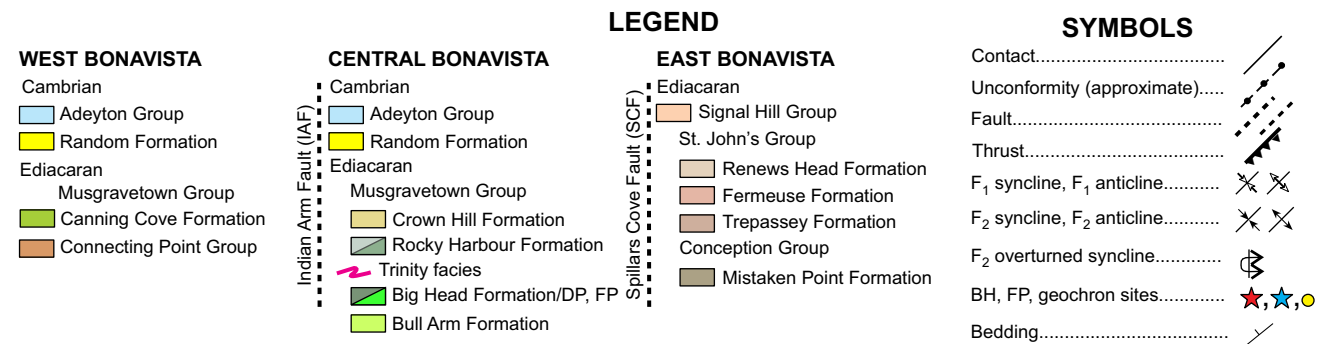 LEGEND
WEST BONAVISTA
Cambrian
Adeyton Group
Random Formation
Ediacaran
Musgravetown Group
Canning Cove Formation
Connecting Point Group
Indian Arm Fault (IAF)
CENTRAL BONAVISTA
Cambrian
Adeyton Group
Random Formation
Ediacaran
Musgravetown Group
Crown Hill Formation
Rocky Harbour Formation
Trinity facies
Big Head Formation/DP, FP
Bull Arm Formation
Spillars Cove Fault (SCF)
EAST BONAVISTA
Ediacaran
Signal Hill Group
St. John's Group
Renews Head Formation
Fermeuse Formation
Trepassey Formation
Conception Group
Mistaken Point Formation
SYMBOLS
Contact....................................
Unconformity (approximate).....
Fault.......................................
Thrust.....................................
F₁ syncline, F₁ anticline..........
F₂ syncline, F₂ anticline..........
F₂ overturned syncline............
BH, FP, geochron sites............ , ,
Bedding...................................